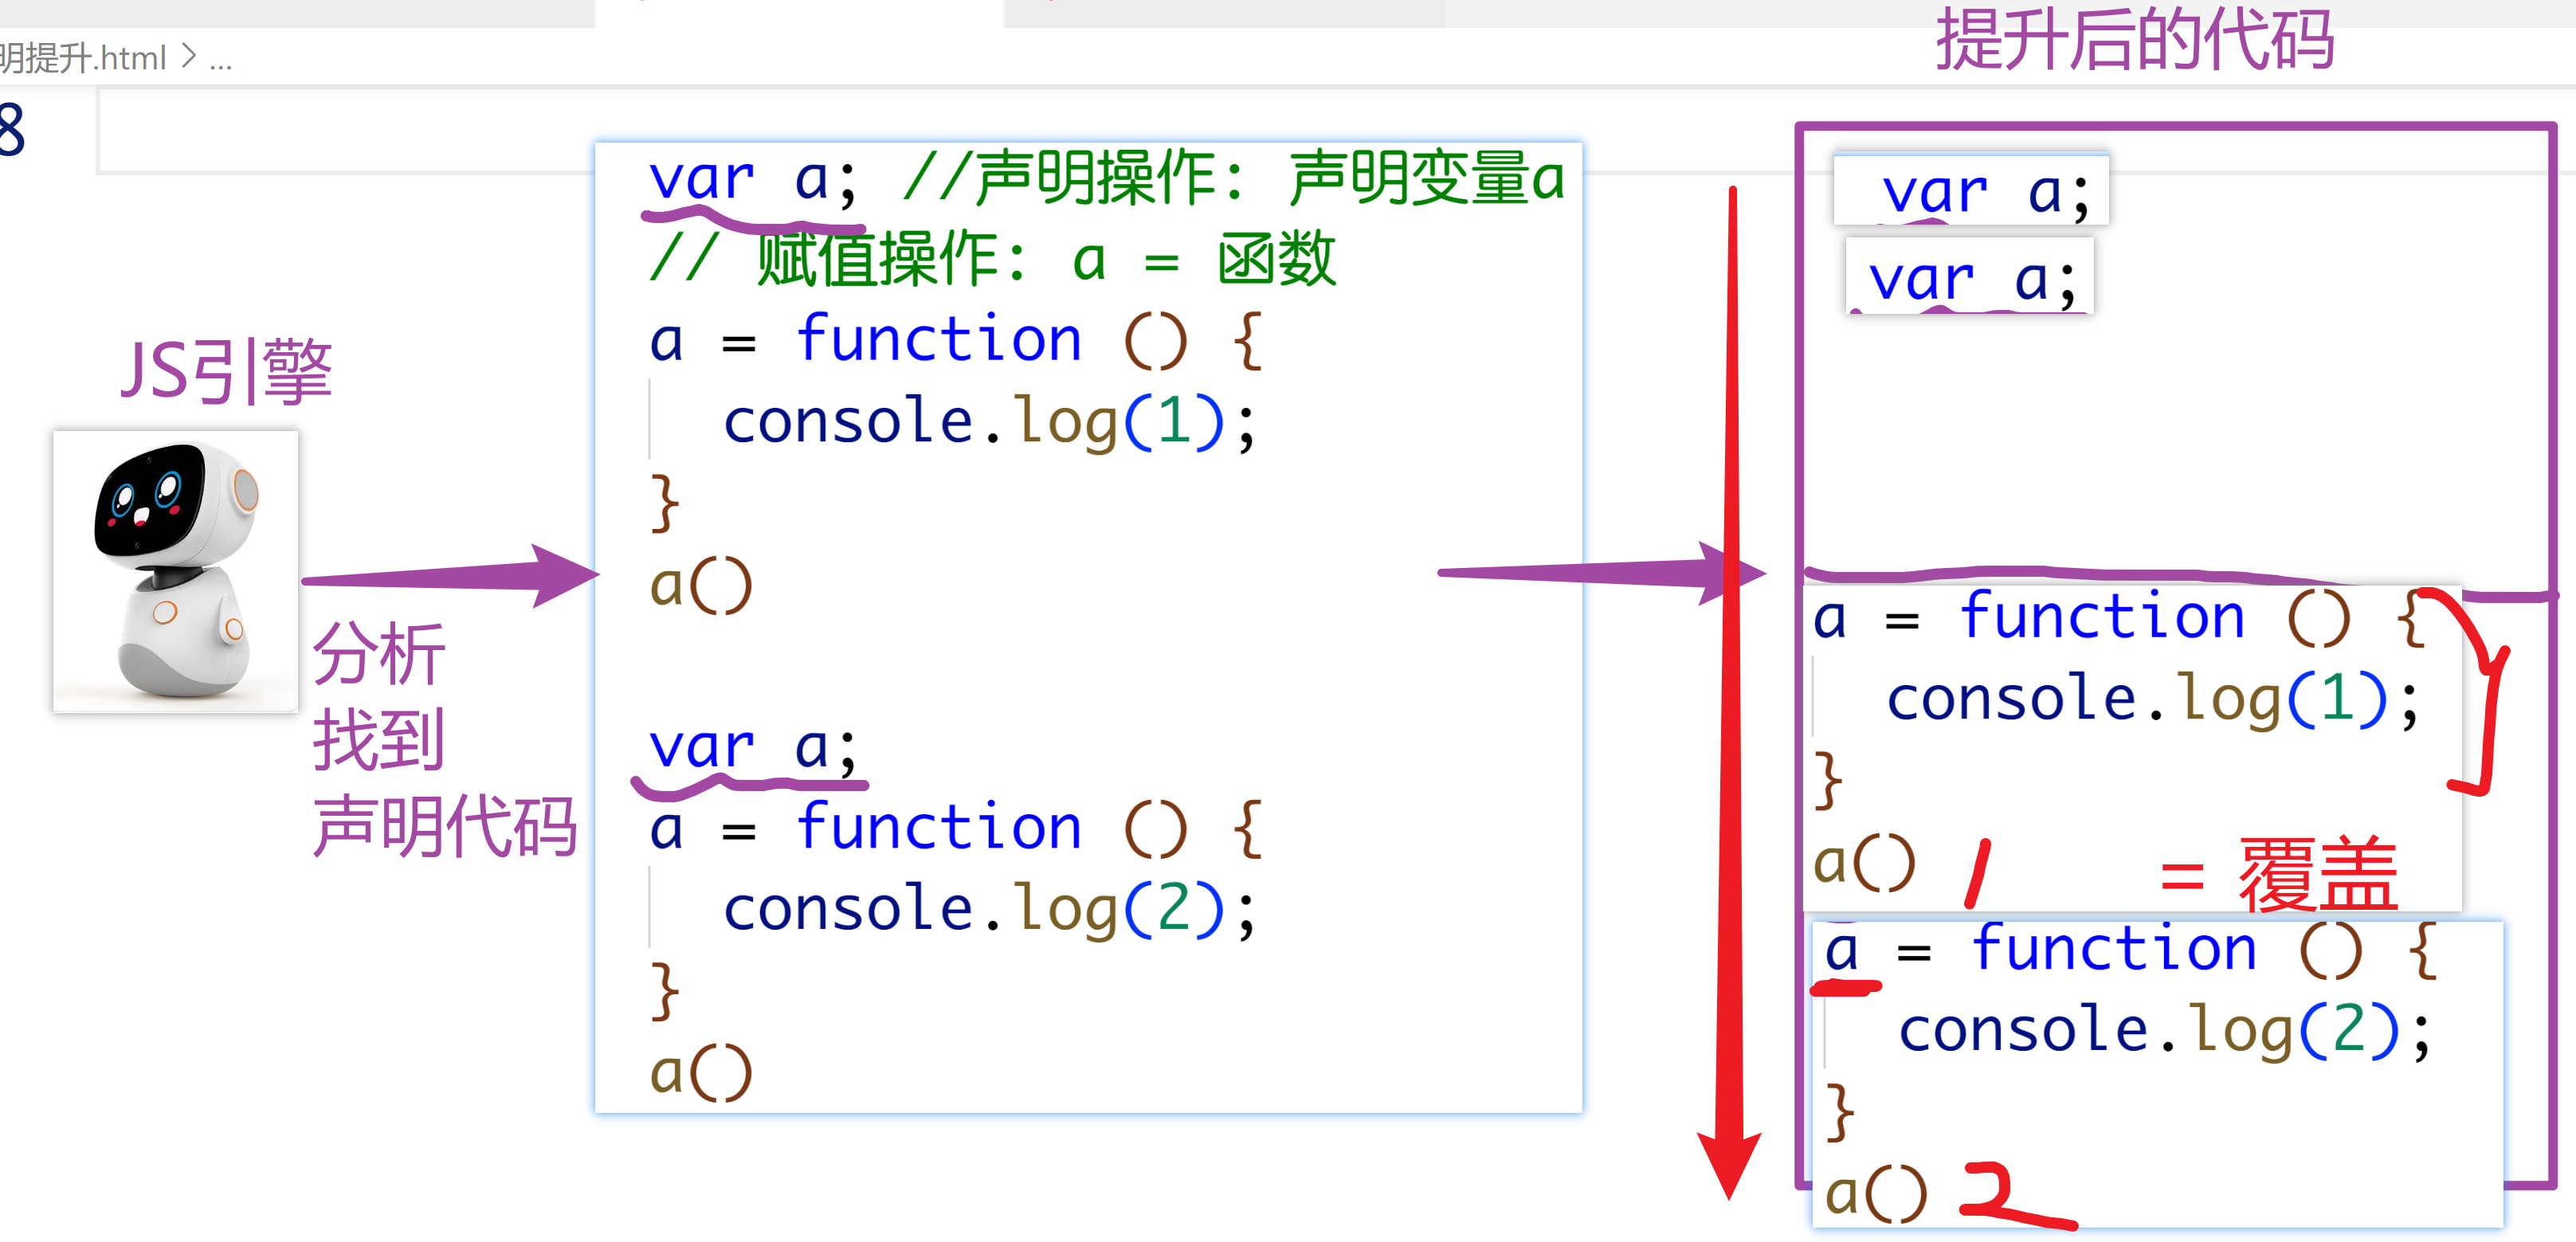 提升后的代码
明提升.html > ...
8
var a; //声明操作: 声明变量a
// 赋值操作: a = 函数
a = function () {
console.log(1);
}
a()
var a;
a = function () {
console.log(2);
}
a()
JS引擎
分析
找到
声明代码
var a;
var a;
a = function () {
console.log(1);
}
a() 1 = 覆盖
a = function () {
console.log(2);
}
a() 2